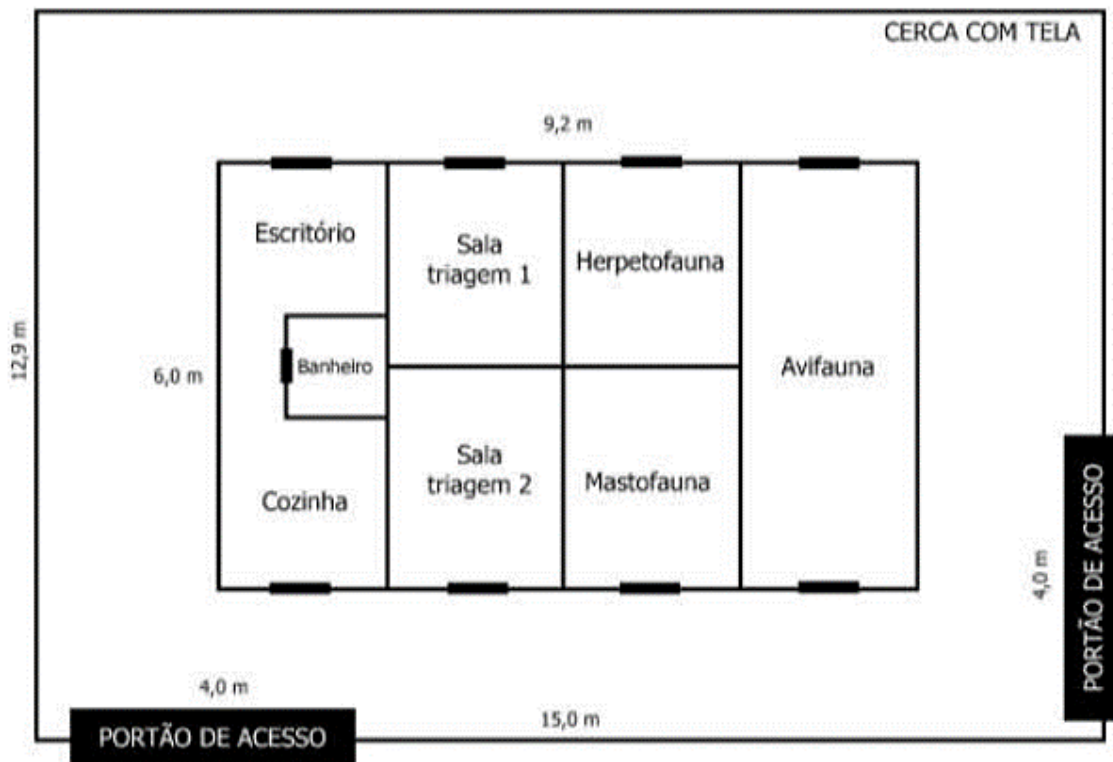 CERCA COM TELA
9,2 m
Escritório
Sala
triagem 1
Herpetofauna
12,9 m
6,0 m
Banheiro
Avifauna
Sala
triagem 2
Mastofauna
Cozinha
4,0 m
PORTÃO DE ACESSO
4,0 m
15,0 m
PORTÃO DE ACESSO